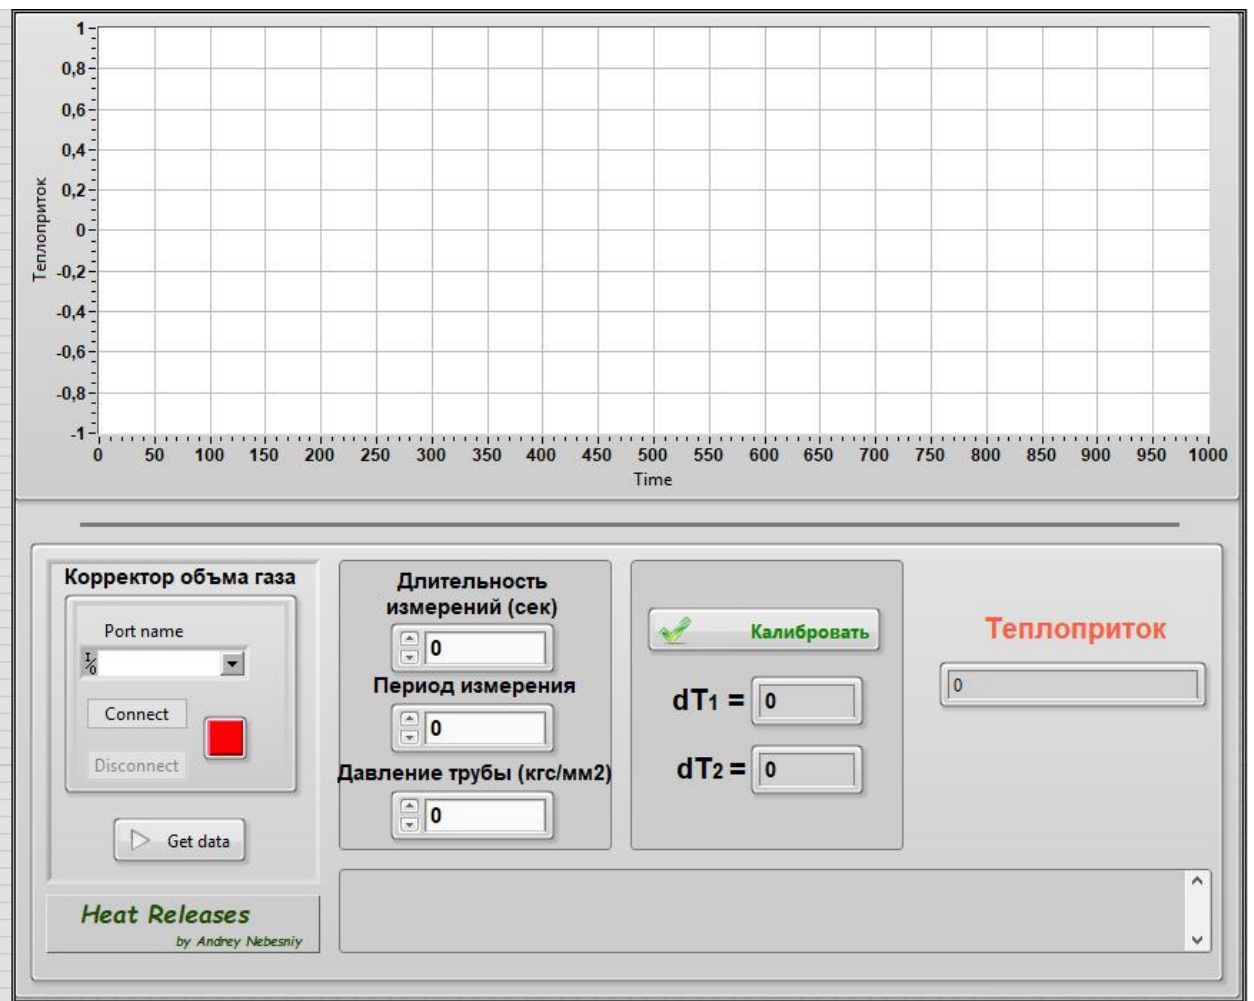 1
0,8
0,6
0,4
0,2
0
-0,2
-0,4
-0,6
-0,8
-1
Теплоприток
0 50 100 150 200 250 300 350 400 450 500 550 600 650 700 750 800 850 900 950 1000
Time
Корректор объма газа
Port name
I/O
Connect
Disconnect
Get data
Heat Releases
by Andrey Nebesniy
Длительность
измерений (сек)
0
Период измерения
0
Давление трубы (кгс/мм2)
0
Калибровать
dT1 = 0
dT2 = 0
Теплоприток
0